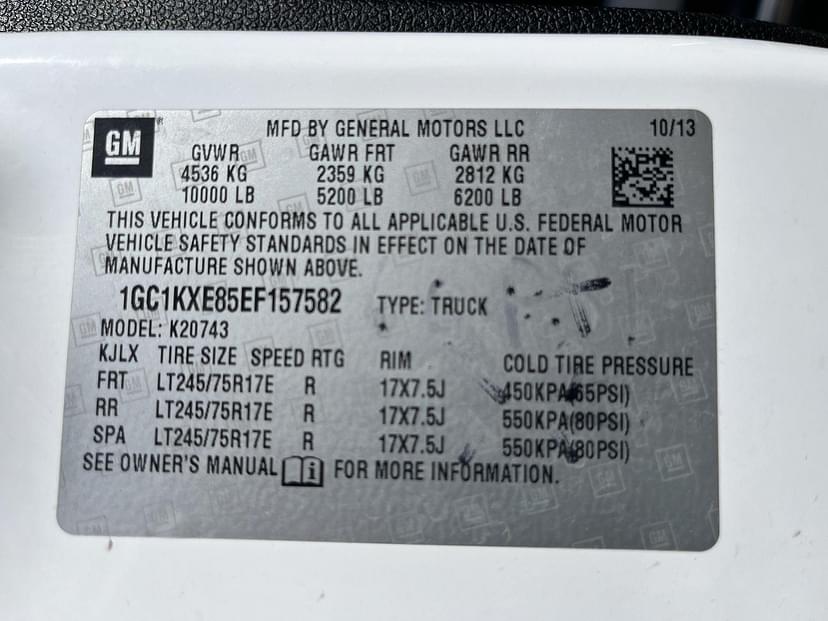 GM
MFD BY GENERAL MOTORS LLC 10/13
GVWR GAWR FRT GAWR RR
4536 KG 2359 KG 2812 KG
10000 LB 5200 LB 6200 LB
THIS VEHICLE CONFORMS TO ALL APPLICABLE U.S. FEDERAL MOTOR
VEHICLE SAFETY STANDARDS IN EFFECT ON THE DATE OF
MANUFACTURE SHOWN ABOVE.
1GC1KXE85EF157582 TYPE: TRUCK
MODEL: K20743
KJLX TIRE SIZE SPEED RTG RIM COLD TIRE PRESSURE
FRT LT245/75R17E R 17X7.5J 450KPA(65PSI)
RR LT245/75R17E R 17X7.5J 550KPA(80PSI)
SPA LT245/75R17E R 17X7.5J 550KPA(80PSI)
SEE OWNER'S MANUAL i FOR MORE INFORMATION.